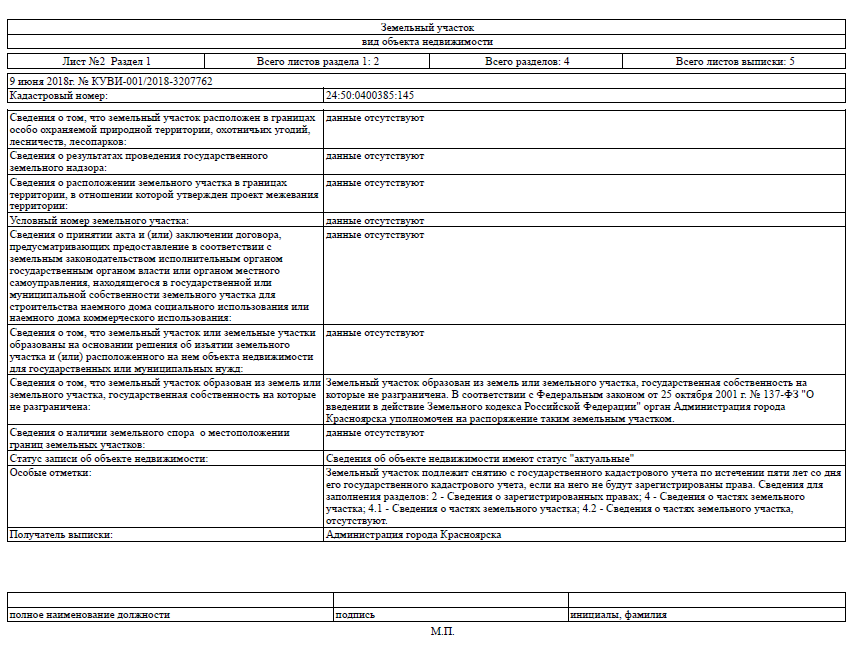 Земельный участок
вид объекта недвижимости
Лист №2 Раздел 1 Всего листов раздела 1: 2 Всего разделов: 4 Всего листов выписки: 5
9 июня 2018г. № КУВИ-001/2018-3207762
Кадастровый номер: 24:50:0400385:145
Сведения о том, что земельный участок расположен в границах данные отсутствуют
особо охраняемой природной территории, охотничьих угодий,
лесничеств, лесопарков:
Сведения о результатах проведения государственного данные отсутствуют
земельного надзора:
Сведения о расположении земельного участка в границах данные отсутствуют
территории, в отношении которой утвержден проект межевания
территории:
Условный номер земельного участка: данные отсутствуют
Сведения о принятии акта и (или) заключении договора, данные отсутствуют
предусматривающих предоставление в соответствии с
земельным законодательством исполнительным органом
государственным органом власти или органом местного
самоуправления, находящегося в государственной или
муниципальной собственности земельного участка для
строительства наемного дома социального использования или
наемного дома коммерческого использования:
Сведения о том, что земельный участок или земельные участки данные отсутствуют
образованы на основании решения об изъятии земельного
участка и (или) расположенного на нем объекта недвижимости
для государственных или муниципальных нужд:
Сведения о том, что земельный участок образован из земель или Земельный участок образован из земель или земельного участка, государственная собственность на
земельного участка, государственная собственность на которые которые не разграничена. В соответствии с Федеральным законом от 25 октября 2001 г. № 137-ФЗ "О
не разграничена: введении в действие Земельного кодекса Российской Федерации" орган Администрация города
Красноярска уполномочен на распоряжение таким земельным участком.
Сведения о наличии земельного спора о местоположении данные отсутствуют
границ земельных участков:
Статус записи об объекте недвижимости: Сведения об объекте недвижимости имеют статус "актуальные"
Особые отметки: Земельный участок подлежит снятию с государственного кадастрового учета по истечении пяти лет со дня
его государственного кадастрового учета, если на него не будут зарегистрированы права. Сведения для
заполнения разделов: 2 - Сведения о зарегистрированных правах; 4 - Сведения о частях земельного
участка; 4.1 - Сведения о частях земельного участка; 4.2 - Сведения о частях земельного участка,
отсутствуют.
Получатель выписки: Администрация города Красноярска
полное наименование должности подпись инициалы, фамилия
М.П.